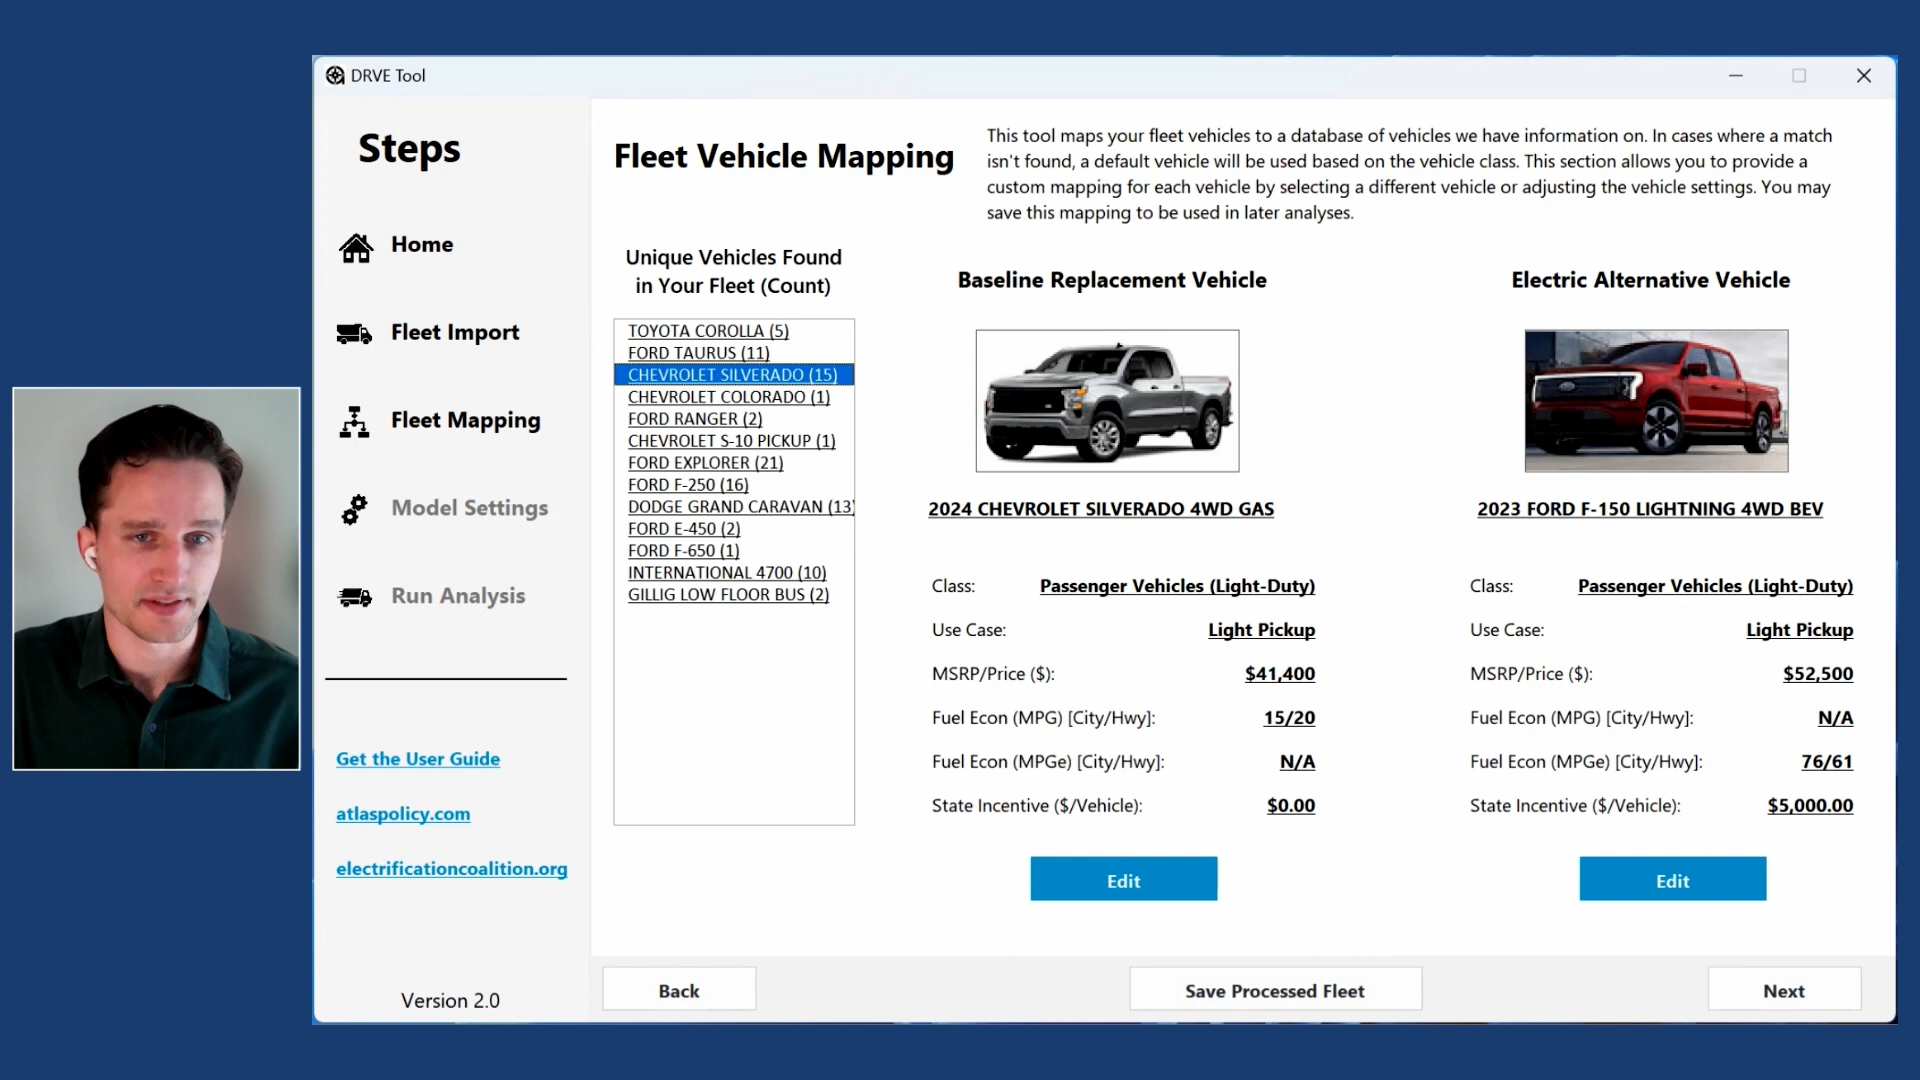 DRVE Tool
Steps
Home
Fleet Import
Fleet Mapping
Model Settings
Run Analysis
Get the User Guide
atlaspolicy.com
electrificationcoalition.org
Version 2.0
Fleet Vehicle Mapping
This tool maps your fleet vehicles to a database of vehicles we have information on. In cases where a match
isn't found, a default vehicle will be used based on the vehicle class. This section allows you to provide a
custom mapping for each vehicle by selecting a different vehicle or adjusting the vehicle settings. You may
save this mapping to be used in later analyses.
Unique Vehicles Found
in Your Fleet (Count)
TOYOTA COROLLA (5)
FORD TAURUS (11)
CHEVROLET SILVERADO (15)
CHEVROLET COLORADO (1)
FORD RANGER (2)
CHEVROLET S-10 PICKUP (1)
FORD EXPLORER (21)
FORD F-250 (16)
DODGE GRAND CARAVAN (13)
FORD E-450 (2)
FORD F-650 (1)
INTERNATIONAL 4700 (10)
GILLIG LOW FLOOR BUS (2)
Baseline Replacement Vehicle
2024 CHEVROLET SILVERADO 4WD GAS
Class: Passenger Vehicles (Light-Duty)
Use Case: Light Pickup
MSRP/Price ($): $41,400
Fuel Econ (MPG) [City/Hwy]: 15/20
Fuel Econ (MPGe) [City/Hwy]: N/A
State Incentive ($/Vehicle): $0.00
Edit
Electric Alternative Vehicle
2023 FORD F-150 LIGHTNING 4WD BEV
Class: Passenger Vehicles (Light-Duty)
Use Case: Light Pickup
MSRP/Price ($): $52,500
Fuel Econ (MPG) [City/Hwy]: N/A
Fuel Econ (MPGe) [City/Hwy]: 76/61
State Incentive ($/Vehicle): $5,000.00
Edit
Back
Save Processed Fleet
Next